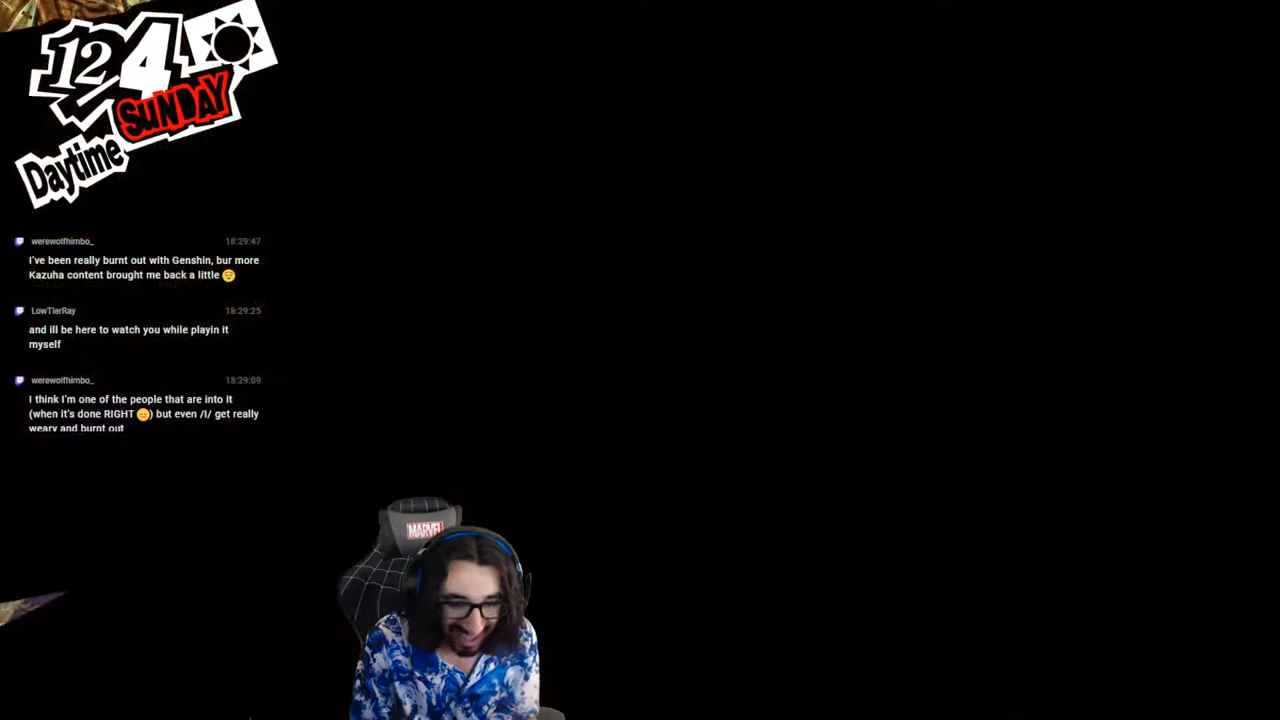 12 4
SUNDAY
Daytime
werewolfhimbo_ 18:29:47
I've been really burnt out with Genshin, bur more
Kazuha content brought me back a little 😌
LowTierRay 18:29:25
and ill be here to watch you while playin it
myself
werewolfhimbo_ 18:29:09
I think I'm one of the people that are into it
(when it's done RIGHT 😑) but even /I/ get really
weary and burnt out
MARVEL